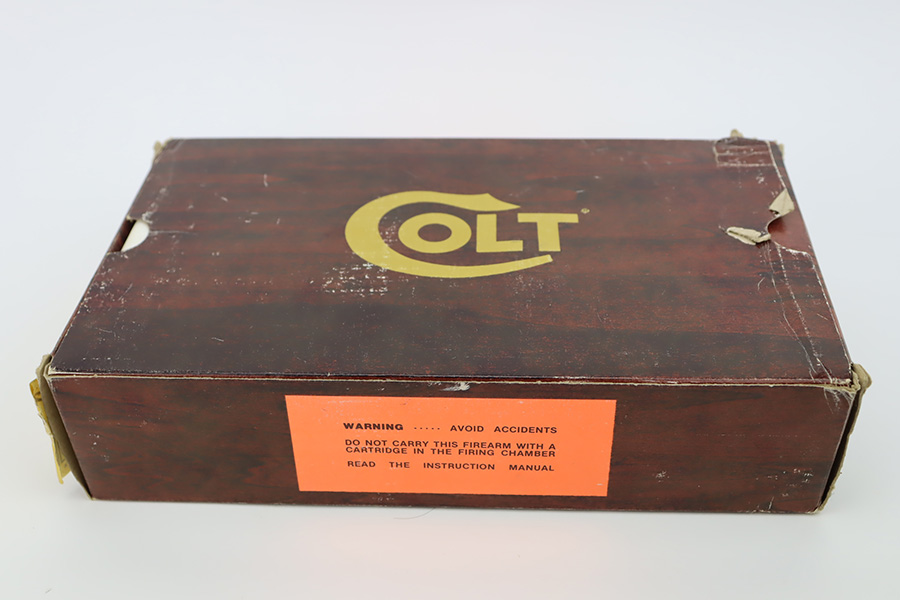 COLT
WARNING ..... AVOID ACCIDENTS
DO NOT CARRY THIS FIREARM WITH A
CARTRIDGE IN THE FIRING CHAMBER
READ THE INSTRUCTION MANUAL